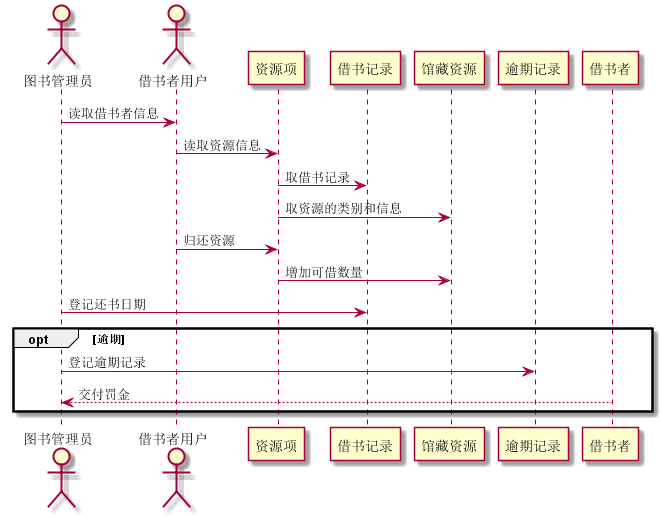 图书管理员 借书者用户 资源项 借书记录 馆藏资源 逾期记录 借书者
读取借书者信息
读取资源信息
取借书记录
取资源的类别和信息
归还资源
增加可借数量
登记还书日期
opt [逾期]
登记逾期记录
交付罚金
图书管理员 借书者用户 资源项 借书记录 馆藏资源 逾期记录 借书者